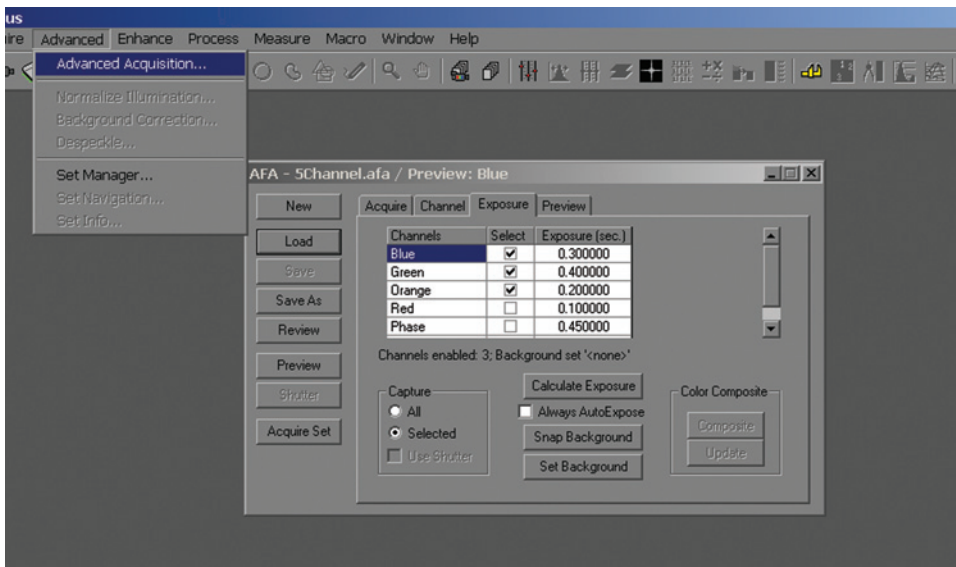 us
ire Advanced Enhance Process Measure Macro Window Help
Advanced Acquisition...
Normalize Illumination...
Background Correction...
Despeckle...
Set Manager...
Set Navigation...
Set Info...
AFA - 5Channel.afa / Preview: Blue
New
Load
Save
Save As
Review
Preview
Shutter
Acquire Set
Acquire Channel Exposure Preview
Channels Select Exposure (sec.)
Blue 0.300000
Green 0.400000
Orange 0.200000
Red 0.100000
Phase 0.450000
Channels enabled: 3; Background set '<none>'
Capture
All
Selected
Use Shutter
Calculate Exposure
Always AutoExpose
Snap Background
Set Background
Color Composite
Composite
Update